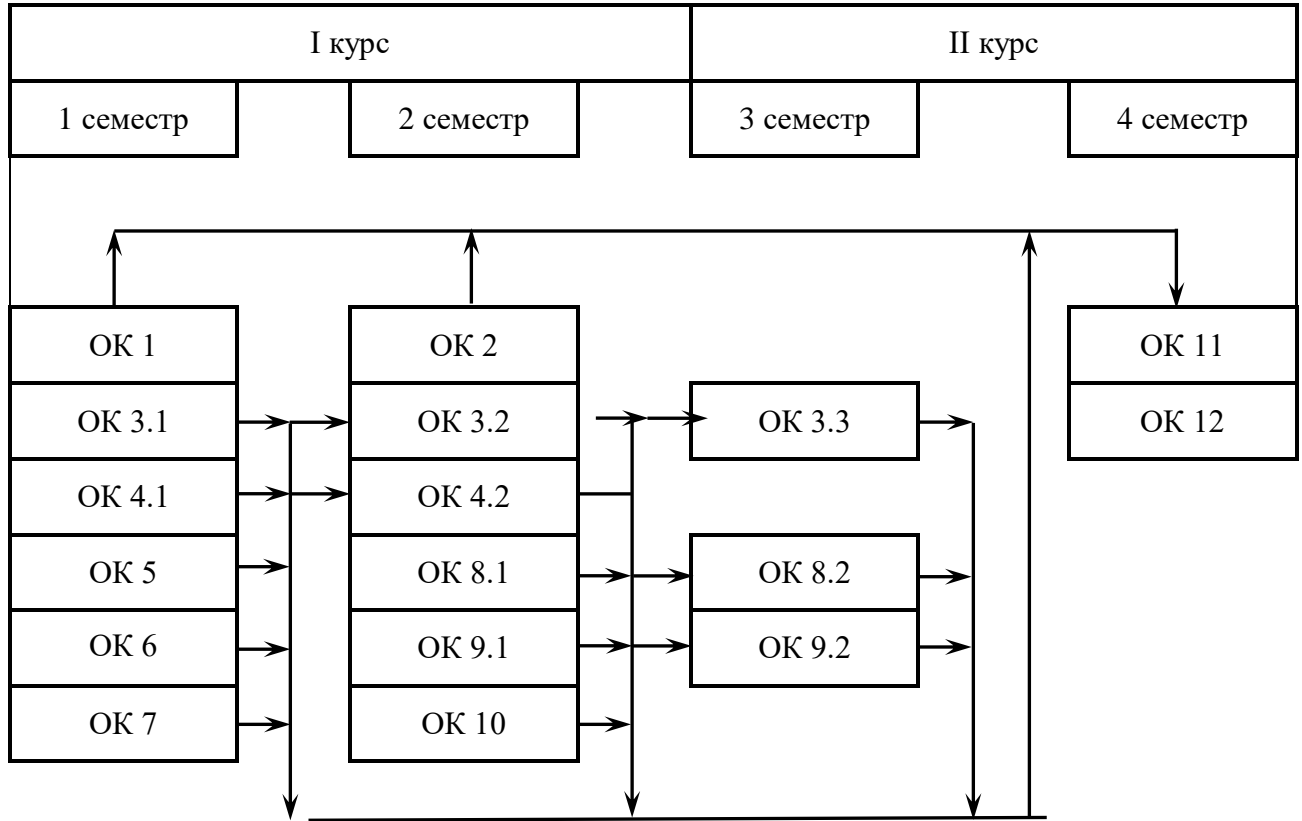 І курс
ІІ курс
1 семестр
2 семестр
3 семестр
4 семестр
ОК 1
ОК 2
ОК 11
ОК 3.1
ОК 3.2
ОК 3.3
ОК 12
ОК 4.1
ОК 4.2
ОК 5
ОК 8.1
ОК 8.2
ОК 6
ОК 9.1
ОК 9.2
ОК 7
ОК 10